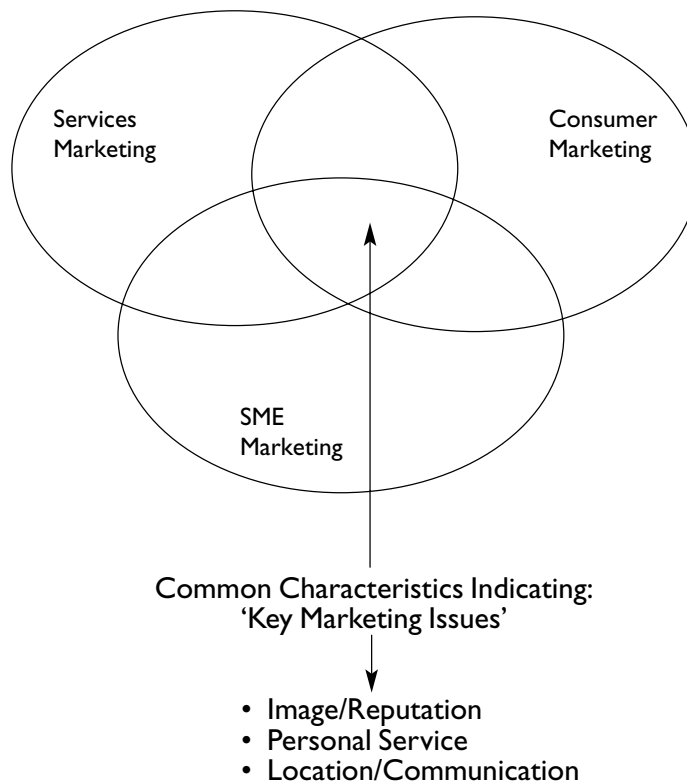 Services
Marketing
Consumer
Marketing
SME
Marketing
Common Characteristics Indicating:
‘Key Marketing Issues’
• Image/Reputation
• Personal Service
• Location/Communication